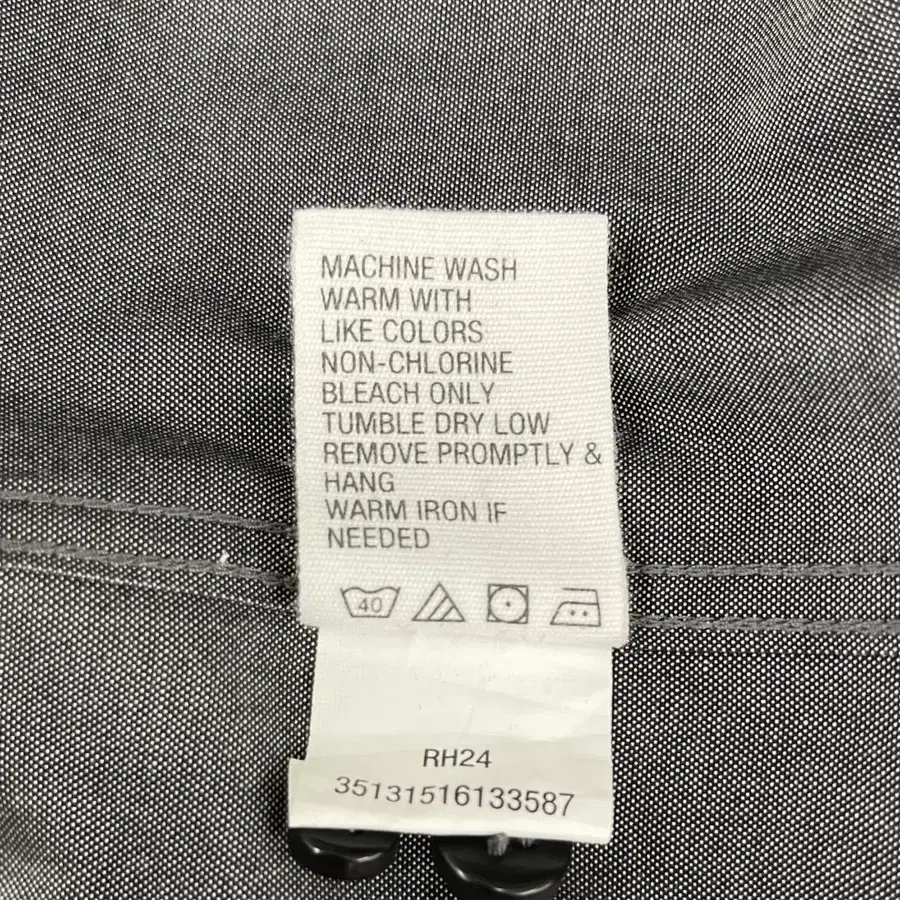 MACHINE WASH
WARM WITH
LIKE COLORS
NON-CHLORINE
BLEACH ONLY
TUMBLE DRY LOW
REMOVE PROMPTLY &
HANG
WARM IRON IF
NEEDED
40
RH24
35131516133587